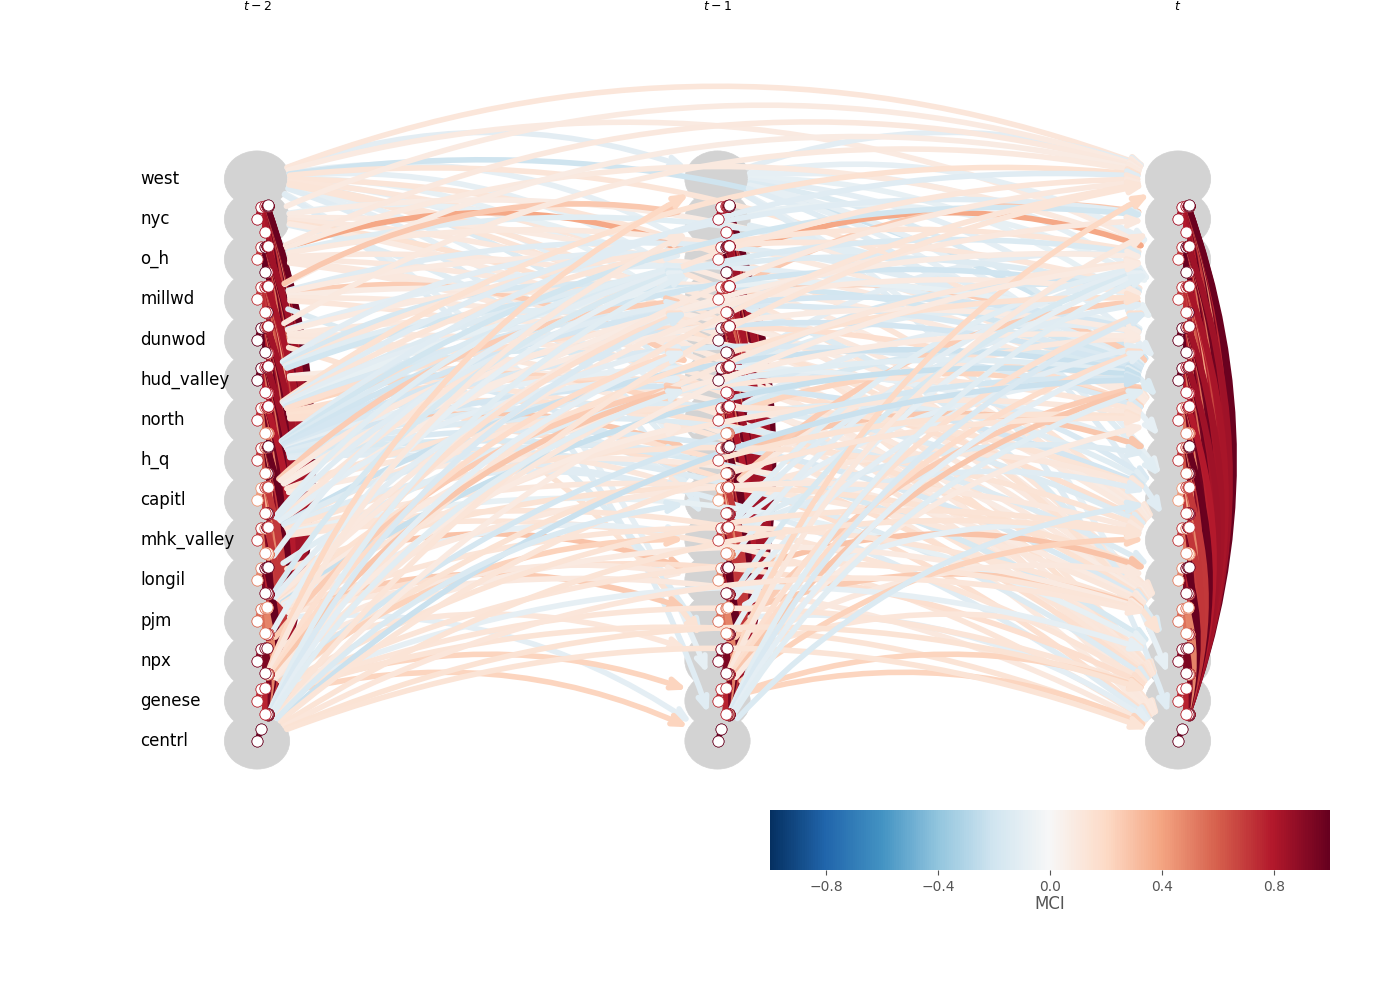 t − 2 t − 1 t
west
nyc
o_h
millwd
dunwod
hud_valley
north
h_q
capitl
mhk_valley
longil
pjm
npx
genese
centrl
−0.8 −0.4 0.0 0.4 0.8
MCI